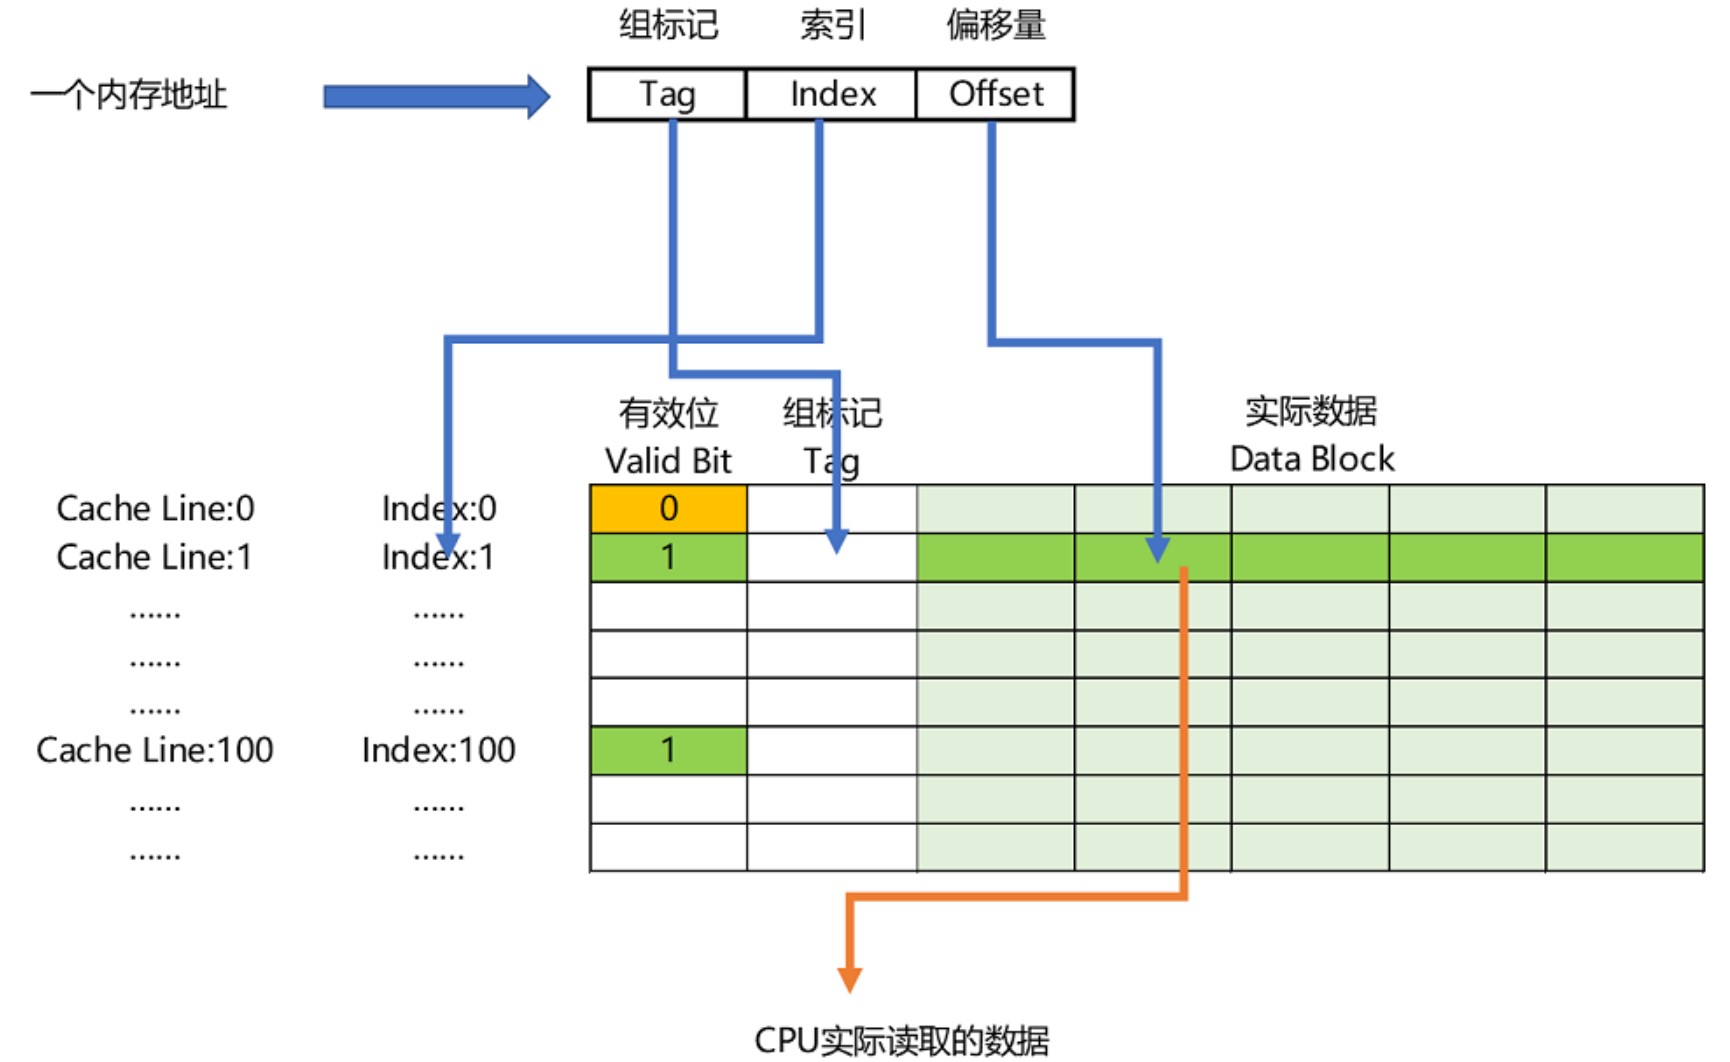 组标记 索引 偏移量
一个内存地址 Tag Index Offset
有效位 组标记 实际数据
Valid Bit Tag Data Block
Cache Line:0 Index:0 0
Cache Line:1 Index:1 1
...... ......
...... ......
...... ......
Cache Line:100 Index:100 1
...... ......
...... ......
CPU实际读取的数据